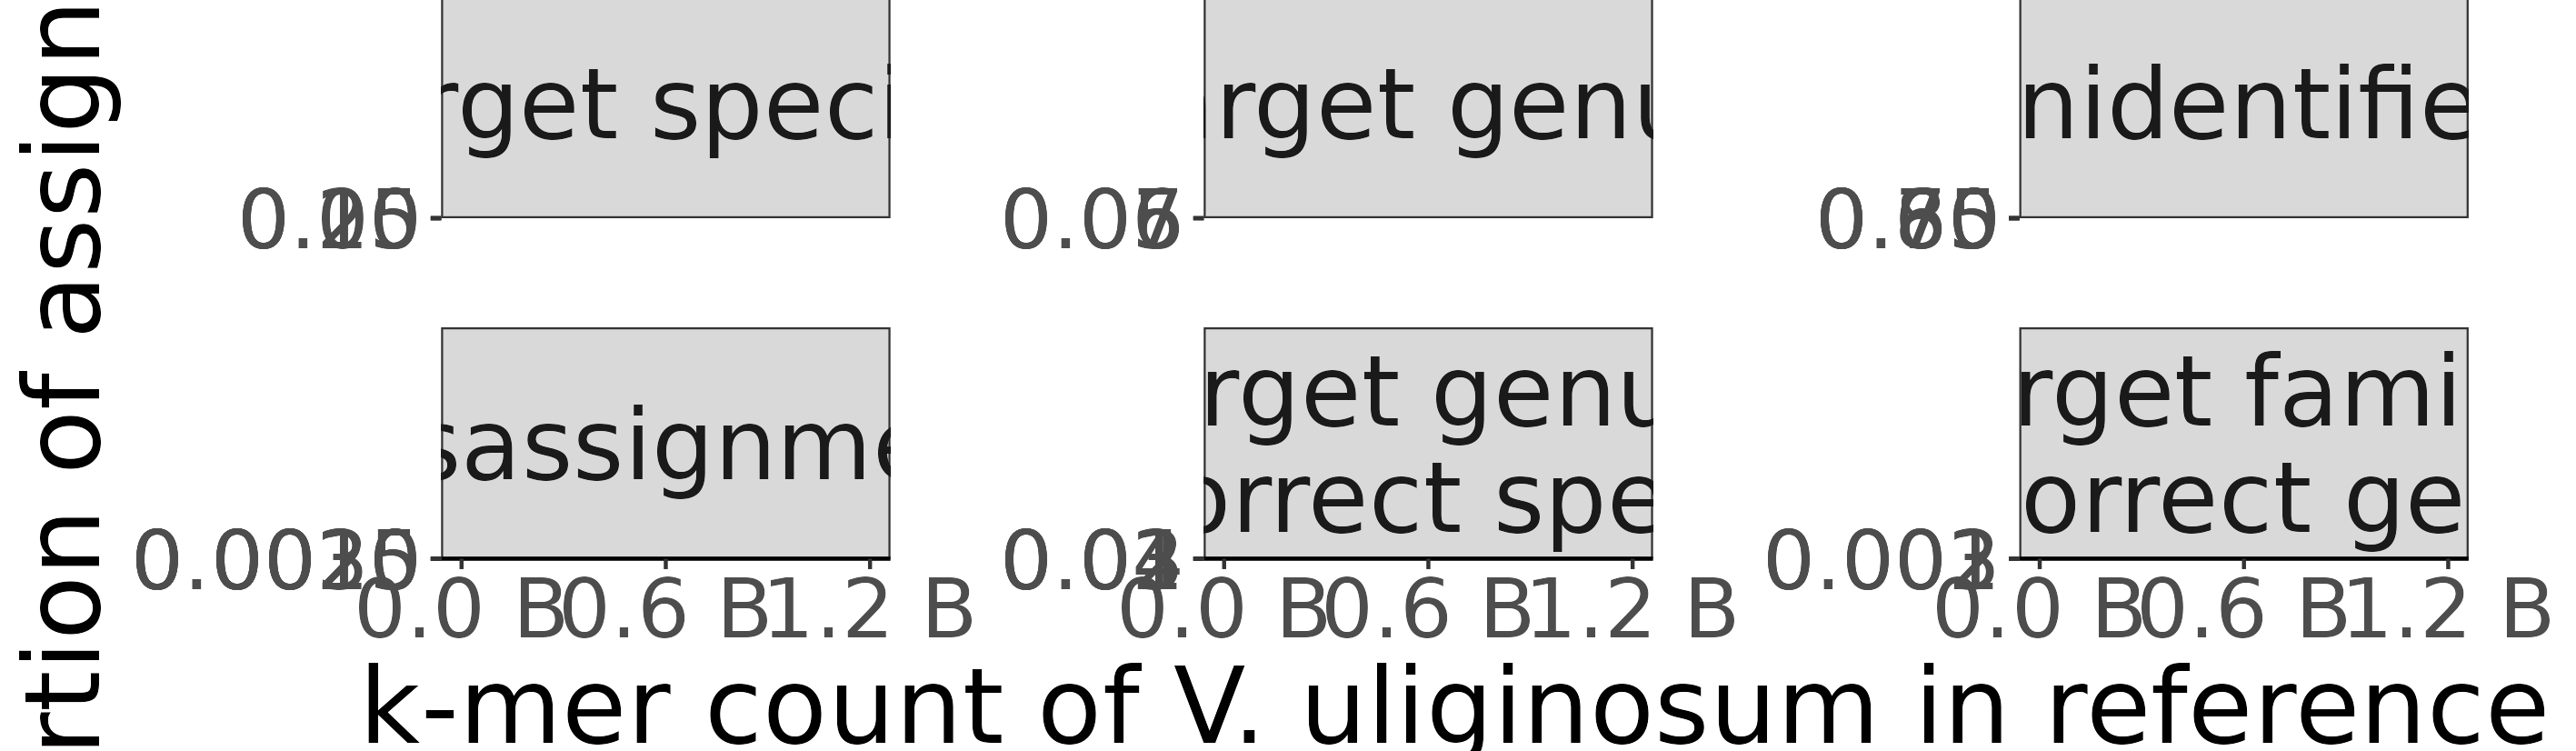 rtion of assign
rget speci
rget genu
nidentifie
sassignme
rget genu
orrect spe
rget fami
orrect ge
0.0 B 0.6 B 1.2 B
0.0 B 0.6 B 1.2 B
0.0 B 0.6 B 1.2 B
k-mer count of V. uliginosum in reference